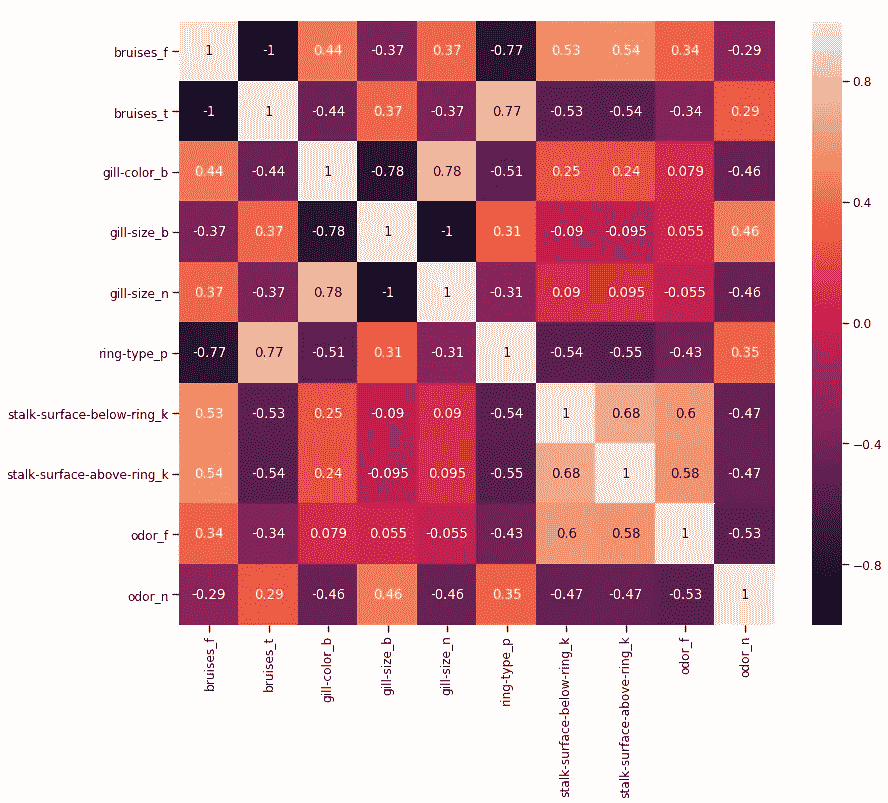 bruises_f 1 -1 0.44 -0.37 0.37 -0.77 0.53 0.54 0.34 -0.29
bruises_t -1 1 -0.44 0.37 -0.37 0.77 -0.53 -0.54 -0.34 0.29
gill-color_b 0.44 -0.44 1 -0.78 0.78 -0.51 0.25 0.24 0.079 -0.46
gill-size_b -0.37 0.37 -0.78 1 -1 0.31 -0.09 -0.095 0.055 0.46
gill-size_n 0.37 -0.37 0.78 -1 1 -0.31 0.09 0.095 -0.055 -0.46
ring-type_p -0.77 0.77 -0.51 0.31 -0.31 1 -0.54 -0.55 -0.43 0.35
stalk-surface-below-ring_k 0.53 -0.53 0.25 -0.09 0.09 -0.54 1 0.68 0.6 -0.47
stalk-surface-above-ring_k 0.54 -0.54 0.24 -0.095 0.095 -0.55 0.68 1 0.58 -0.47
odor_f 0.34 -0.34 0.079 0.055 -0.055 -0.43 0.6 0.58 1 -0.53
odor_n -0.29 0.29 -0.46 0.46 -0.46 0.35 -0.47 -0.47 -0.53 1
bruises_f
bruises_t
gill-color_b
gill-size_b
gill-size_n
ring-type_p
stalk-surface-below-ring_k
stalk-surface-above-ring_k
odor_f
odor_n
0.8
0.4
0.0
−0.4
−0.8